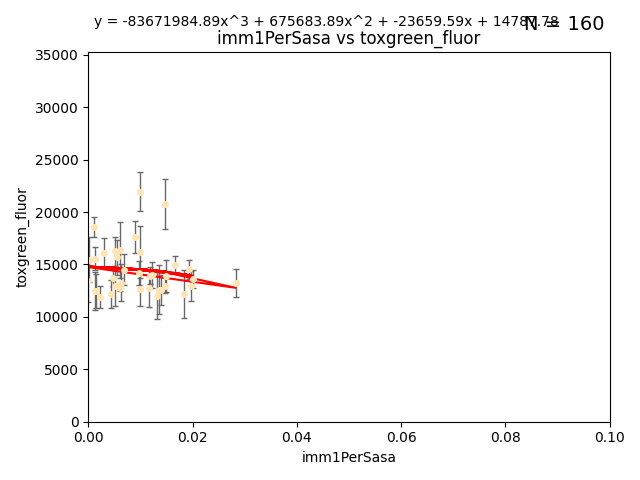 y = -83671984.89x^3 + 675683.89x^2 + -23659.59x + 14787.78
N = 160
imm1PerSasa vs toxgreen_fluor
35000
30000
25000
20000
15000
10000
5000
0
toxgreen_fluor
0.00 0.02 0.04 0.06 0.08 0.10
imm1PerSasa